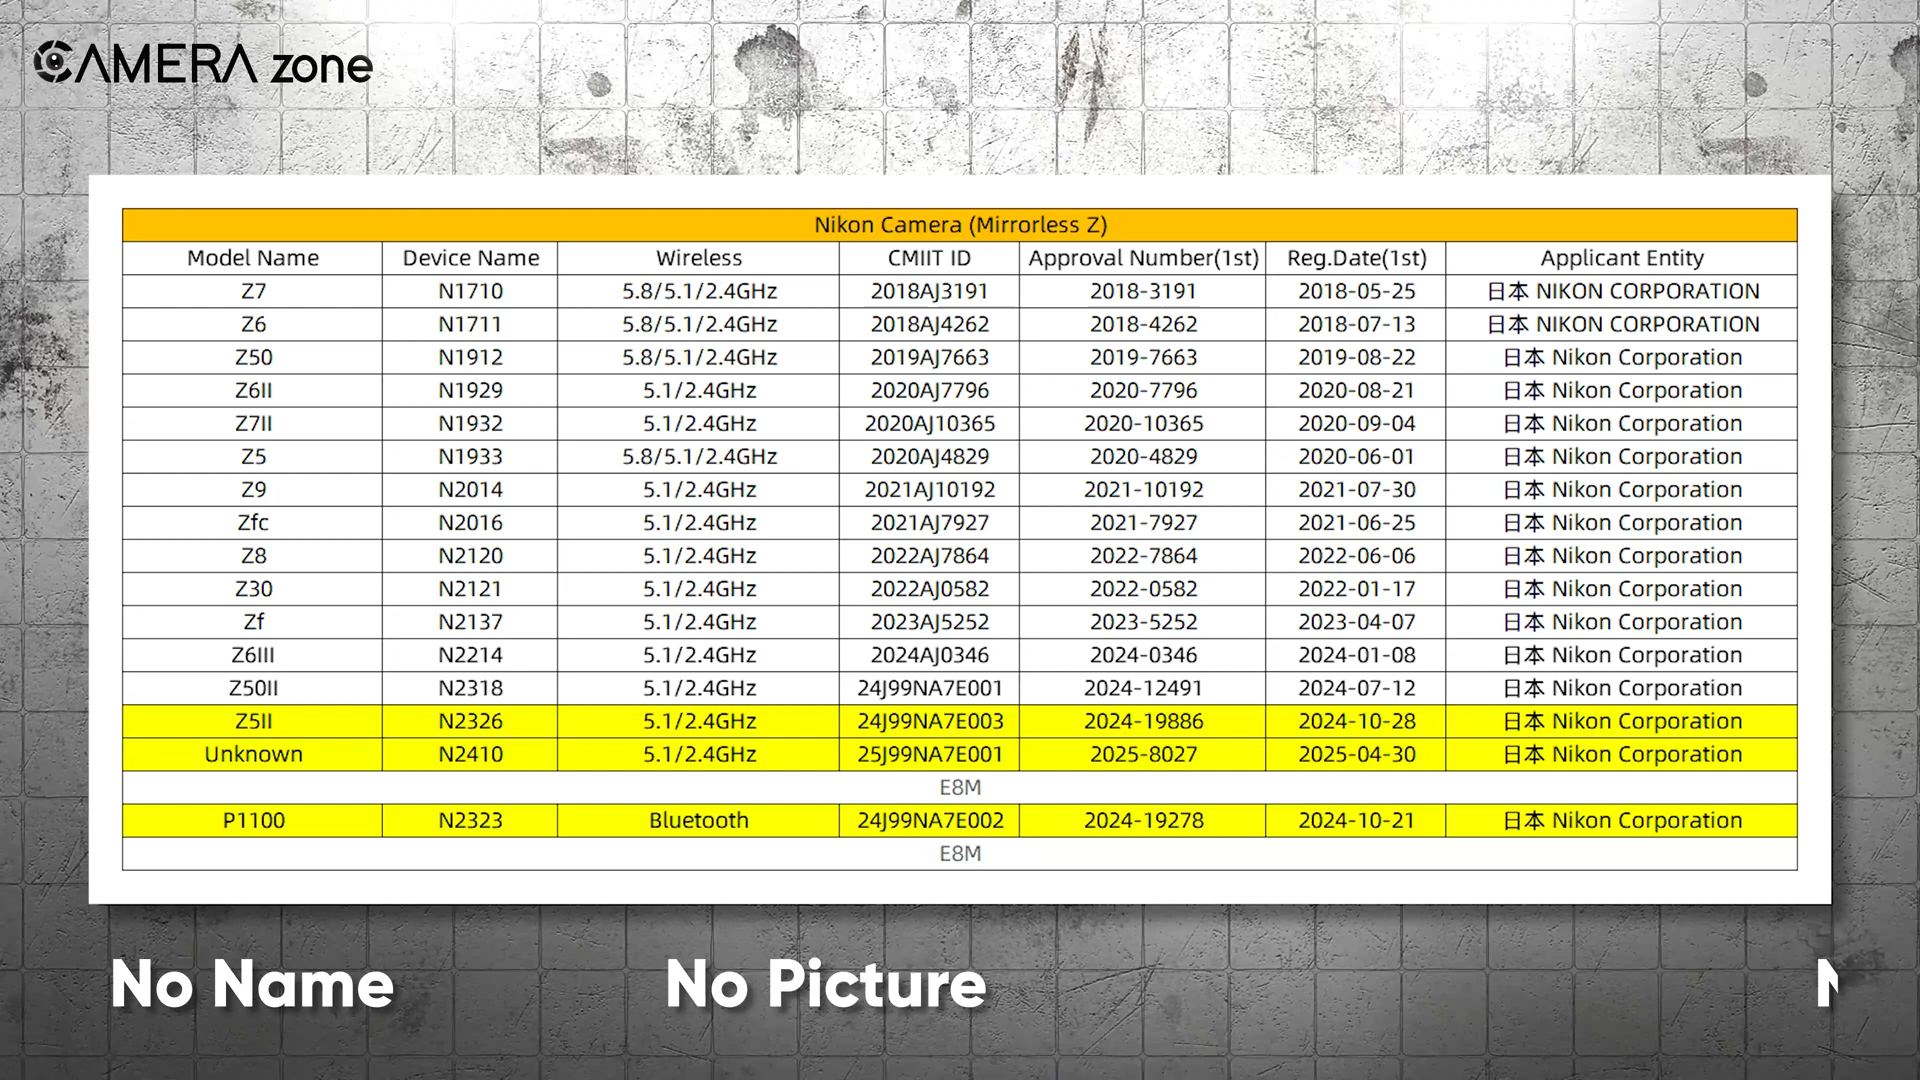 CAMERA zone
Nikon Camera (Mirrorless Z)
Model Name Device Name Wireless CMIIT ID Approval Number(1st) Reg.Date(1st) Applicant Entity
Z7 N1710 5.8/5.1/2.4GHz 2018AJ3191 2018-3191 2018-05-25 日本 NIKON CORPORATION
Z6 N1711 5.8/5.1/2.4GHz 2018AJ4262 2018-4262 2018-07-13 日本 NIKON CORPORATION
Z50 N1912 5.8/5.1/2.4GHz 2019AJ7663 2019-7663 2019-08-22 日本 Nikon Corporation
Z6II N1929 5.1/2.4GHz 2020AJ7796 2020-7796 2020-08-21 日本 Nikon Corporation
Z7II N1932 5.1/2.4GHz 2020AJ10365 2020-10365 2020-09-04 日本 Nikon Corporation
Z5 N1933 5.8/5.1/2.4GHz 2020AJ4829 2020-4829 2020-06-01 日本 Nikon Corporation
Z9 N2014 5.1/2.4GHz 2021AJ10192 2021-10192 2021-07-30 日本 Nikon Corporation
Zfc N2016 5.1/2.4GHz 2021AJ7927 2021-7927 2021-06-25 日本 Nikon Corporation
Z8 N2120 5.1/2.4GHz 2022AJ7864 2022-7864 2022-06-06 日本 Nikon Corporation
Z30 N2121 5.1/2.4GHz 2022AJ0582 2022-0582 2022-01-17 日本 Nikon Corporation
Zf N2137 5.1/2.4GHz 2023AJ5252 2023-5252 2023-04-07 日本 Nikon Corporation
Z6III N2214 5.1/2.4GHz 2024AJ0346 2024-0346 2024-01-08 日本 Nikon Corporation
Z50II N2318 5.1/2.4GHz 24J99NA7E001 2024-12491 2024-07-12 日本 Nikon Corporation
Z5II N2326 5.1/2.4GHz 24J99NA7E003 2024-19886 2024-10-28 日本 Nikon Corporation
Unknown N2410 5.1/2.4GHz 25J99NA7E001 2025-8027 2025-04-30 日本 Nikon Corporation
E8M
P1100 N2323 Bluetooth 24J99NA7E002 2024-19278 2024-10-21 日本 Nikon Corporation
E8M
No Name No Picture